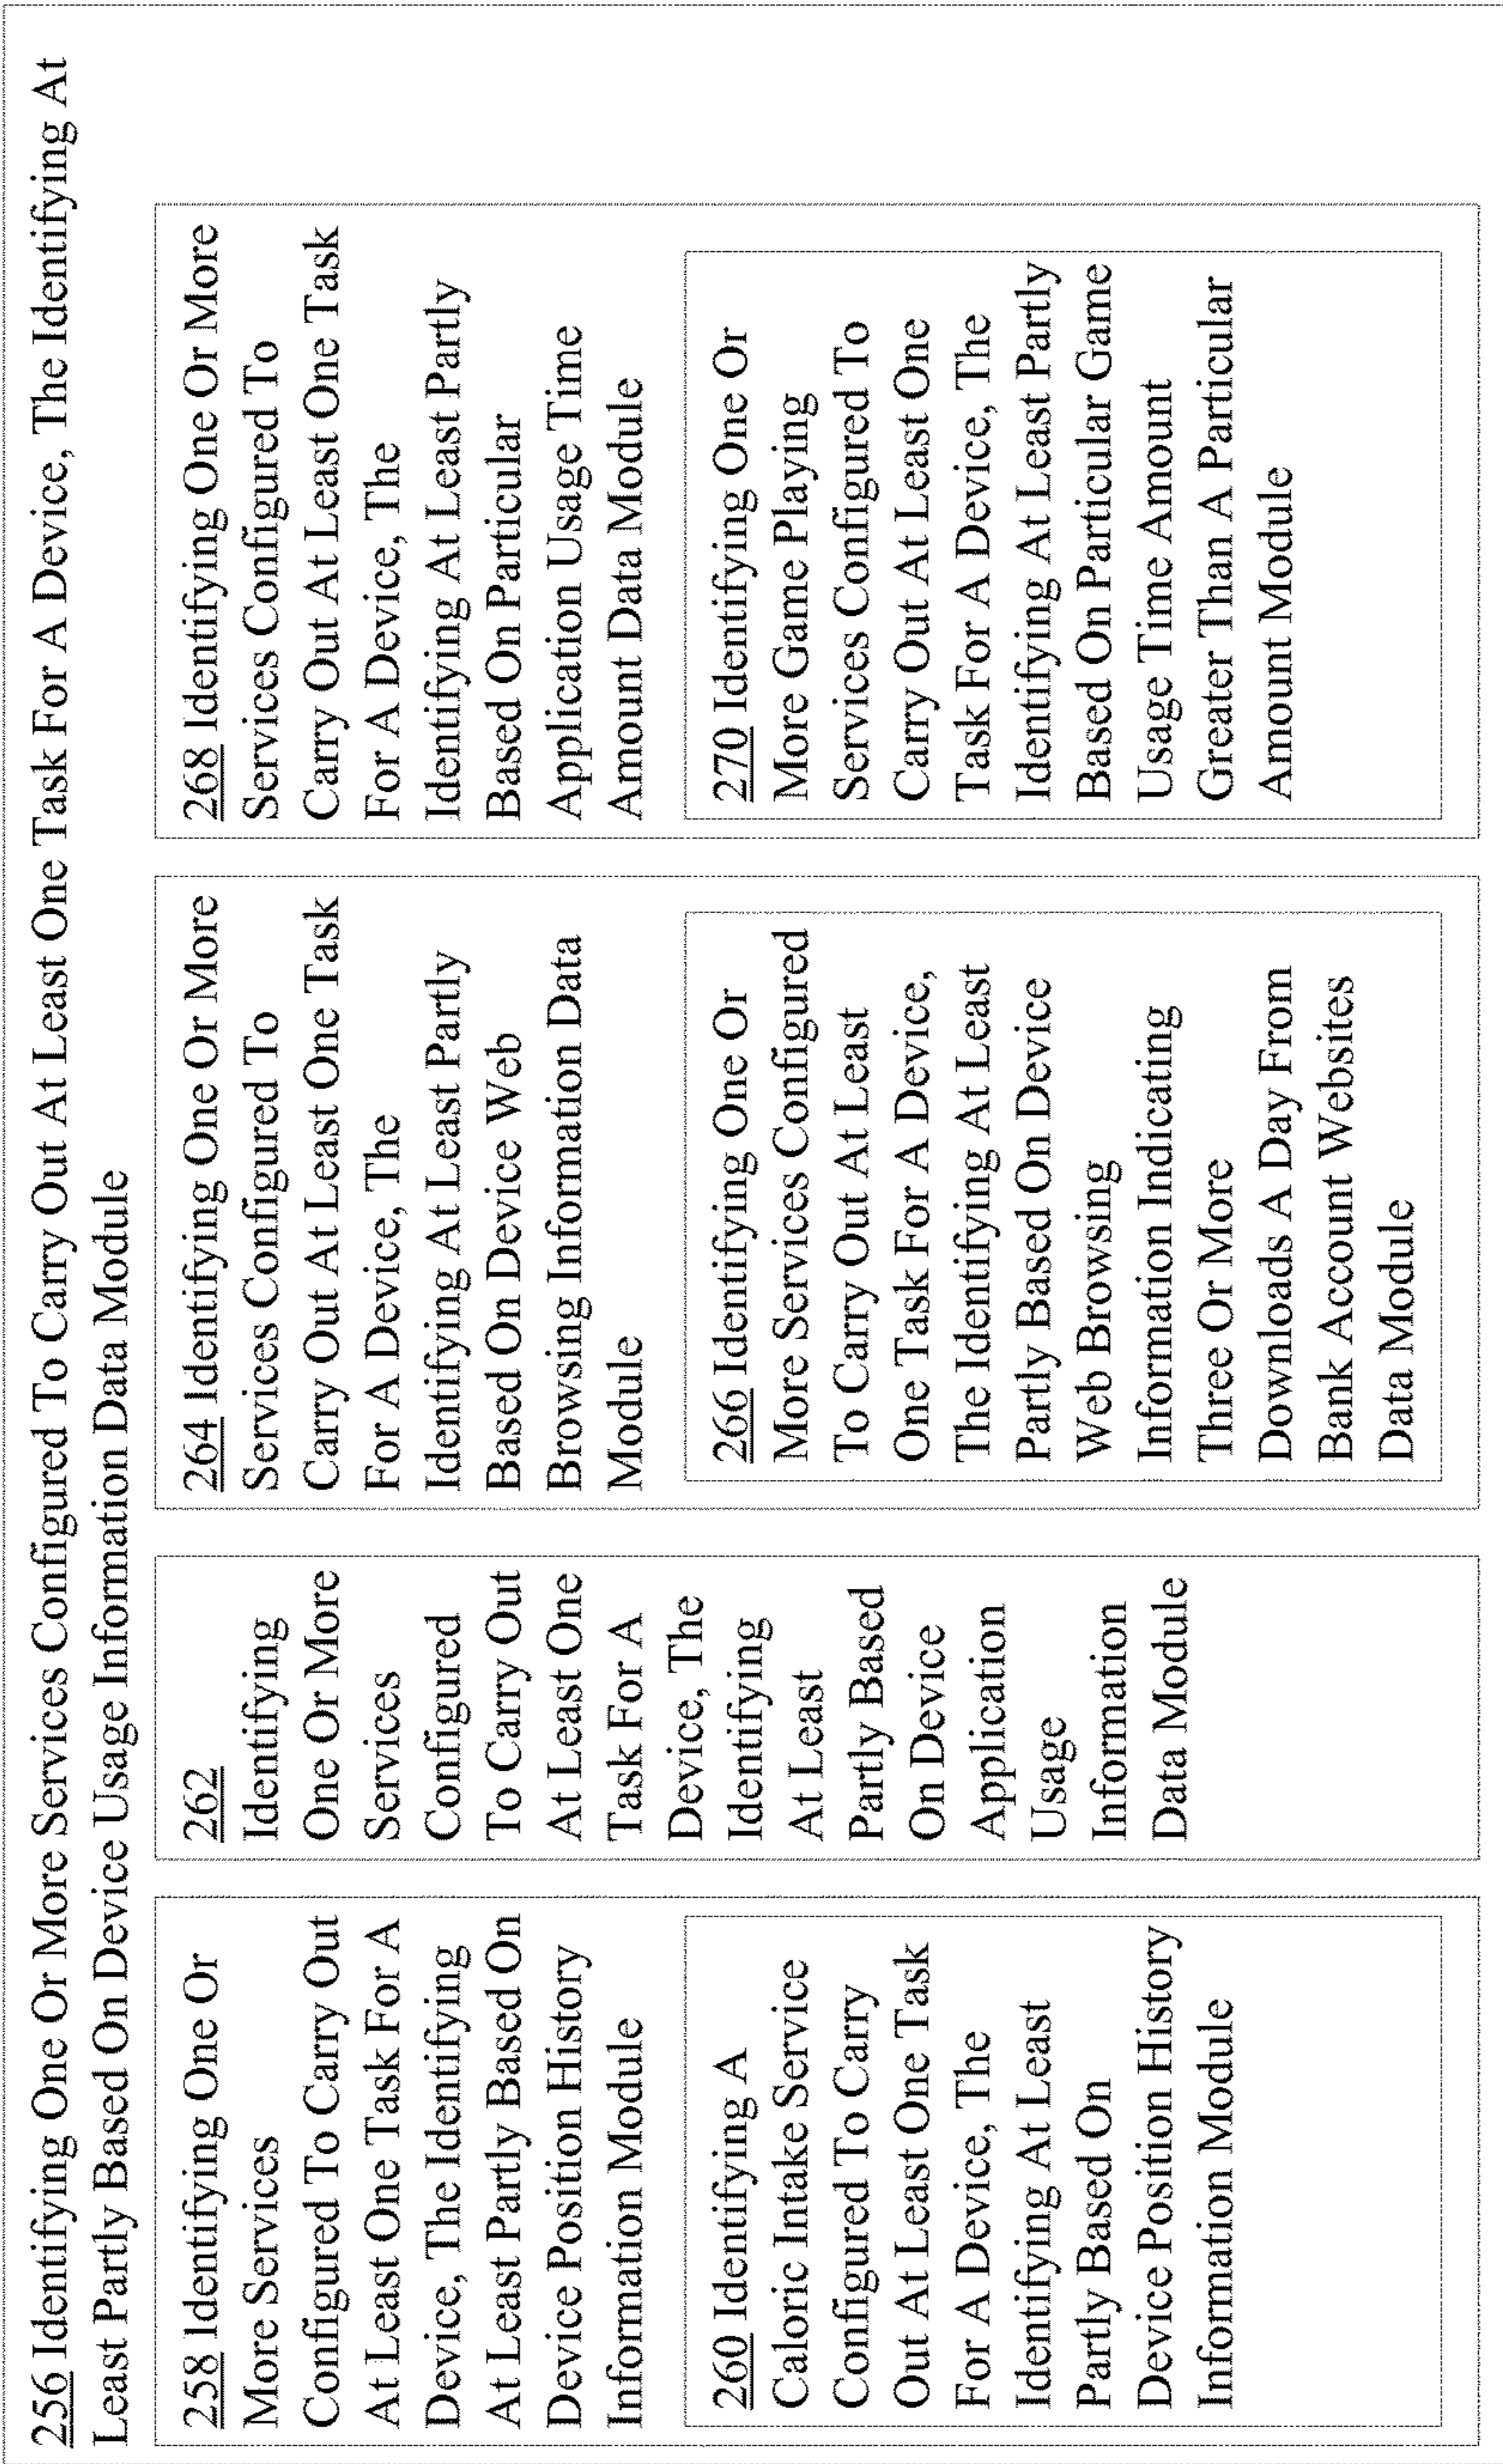 256 Identifying One Or More Services Configured To Carry Out At Least One Task For A Device, The Identifying At
Least Partly Based On Device Usage Information Data Module
258 Identifying One Or
More Services
Configured To Carry Out
At Least One Task For A
Device, The Identifying
At Least Partly Based On
Device Position History
Information Module
260 Identifying A
Caloric Intake Service
Configured To Carry
Out At Least One Task
For A Device, The
Identifying At Least
Partly Based On
Device Position History
Information Module
262
Identifying
One Or More
Services
Configured
To Carry Out
At Least One
Task For A
Device, The
Identifying
At Least
Partly Based
On Device
Application
Usage
Information
Data Module
264 Identifying One Or More
Services Configured To
Carry Out At Least One Task
For A Device, The
Identifying At Least Partly
Based On Device Web
Browsing Information Data
Module
266 Identifying One Or
More Services Configured
To Carry Out At Least
One Task For A Device,
The Identifying At Least
Partly Based On Device
Web Browsing
Information Indicating
Three Or More
Downloads A Day From
Bank Account Websites
Data Module
268 Identifying One Or More
Services Configured To
Carry Out At Least One Task
For A Device, The
Identifying At Least Partly
Based On Particular
Application Usage Time
Amount Data Module
270 Identifying One Or
More Game Playing
Services Configured To
Carry Out At Least One
Task For A Device, The
Identifying At Least Partly
Based On Particular Game
Usage Time Amount
Greater Than A Particular
Amount Module